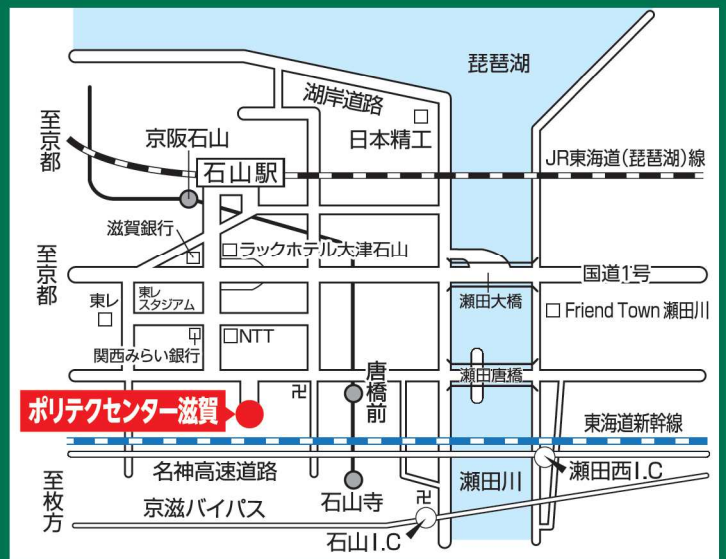 琵琶湖
湖岸道路
日本精工
至京都
京阪石山
石山駅
JR東海道(琵琶湖)線
滋賀銀行
ラックホテル大津石山
至京都
国道1号
東レ
東レ
スタジアム
瀬田大橋
Friend Town 瀬田川
関西みらい銀行
NTT
唐橋前
瀬田唐橋
卍
ポリテクセンター滋賀
東海道新幹線
名神高速道路
瀬田西I.C
至枚方
石山寺
卍
瀬田川
京滋バイパス
石山I.C